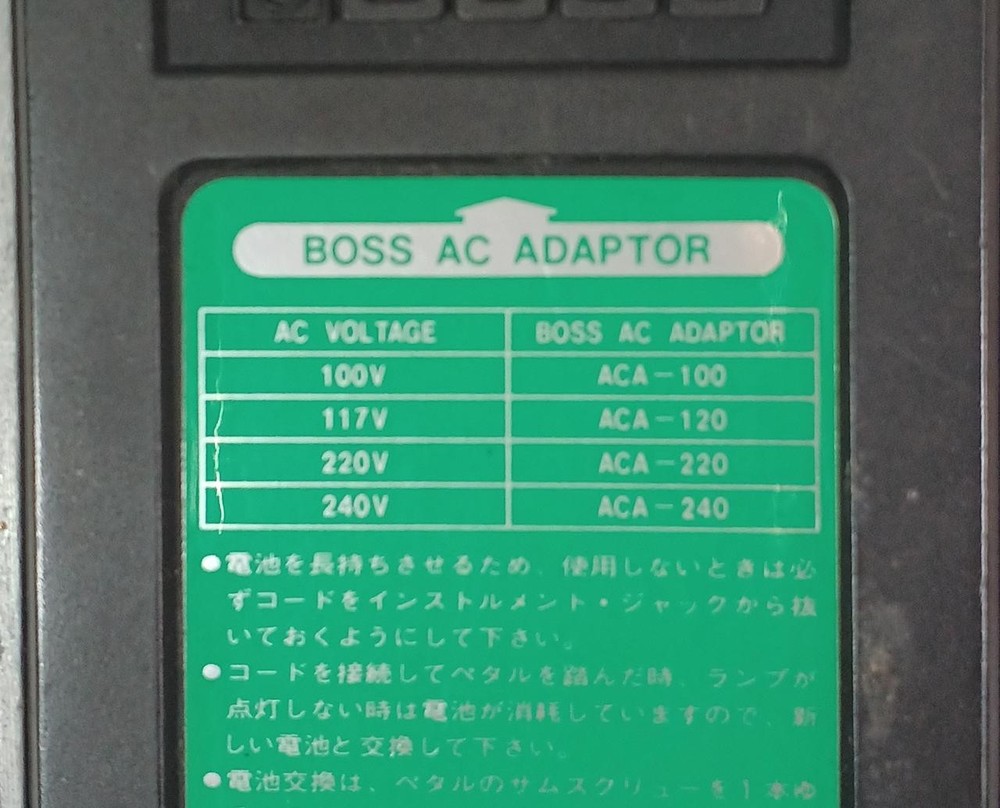 BOSS AC ADAPTOR
AC VOLTAGE BOSS AC ADAPTOR
100V ACA-100
117V ACA-120
220V ACA-220
240V ACA-240
●電池を長持ちさせるため、使用しないときは必
ずコードをインストルメント・ジャックから抜
いておくようにして下さい。
●コードを接続してペダルを踏んだ時、ランプが
点灯しない時は電池が消耗していますので、新
しい電池と交換して下さい。
●電池交換は、ペダルのサムスクリューを1本ゆ